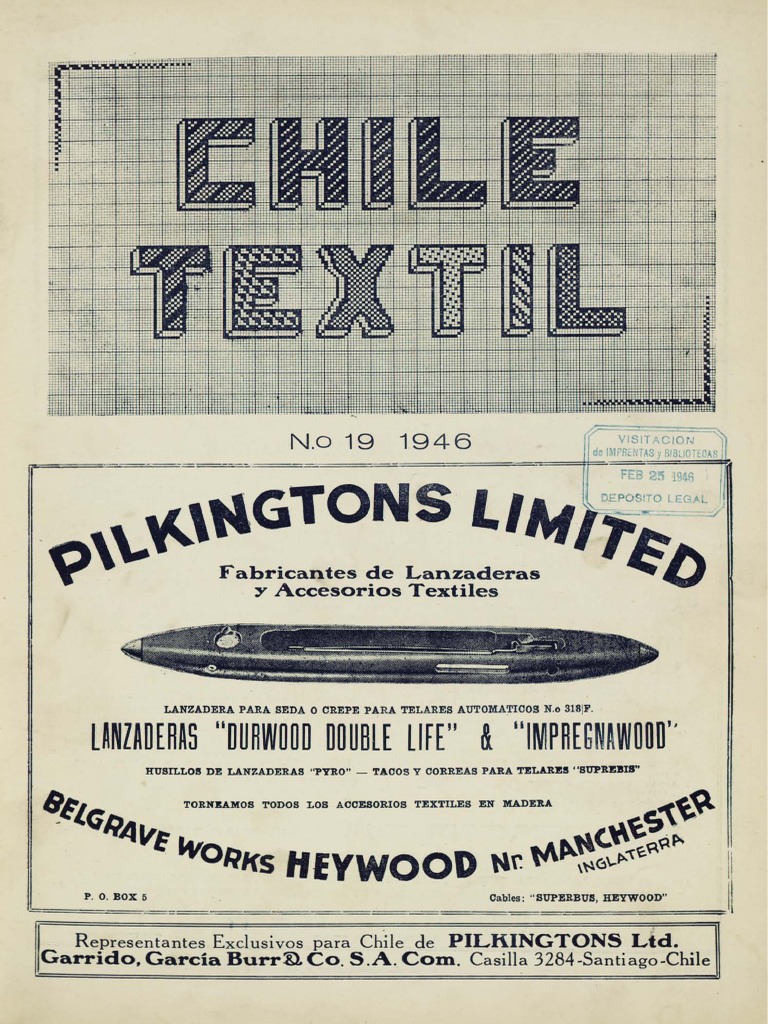 CHILE
TEXTIL
N.o 19 1946
VISITACION
de IMPRENTAS y BIBLIOTECAS
FEB 25 1946
DEPOSITO LEGAL
PILKINGTONS LIMITED
Fabricantes de Lanzaderas
y Accesorios Textiles
LANZADERA PARA SEDA O CREPE PARA TELARES AUTOMATICOS N.o 318|F.
LANZADERAS "DURWOOD DOUBLE LIFE" & "IMPREGNAWOOD"
HUSILLOS DE LANZADERAS "PYRO" — TACOS Y CORREAS PARA TELARES "SUPREBIS"
TORNEAMOS TODOS LOS ACCESORIOS TEXTILES EN MADERA
BELGRAVE WORKS HEYWOOD Nr. MANCHESTER
INGLATERRA
P. O. BOX 5
Cables: "SUPERBUS, HEYWOOD"
Representantes Exclusivos para Chile de PILKINGTONS Ltd.
Garrido, García Burr & Co. S. A. Com. Casilla 3284-Santiago-Chile